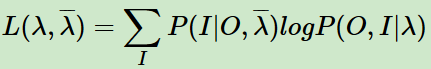 L(λ, λ̅) = ∑_I P(I|O, λ̅)logP(O, I|λ)